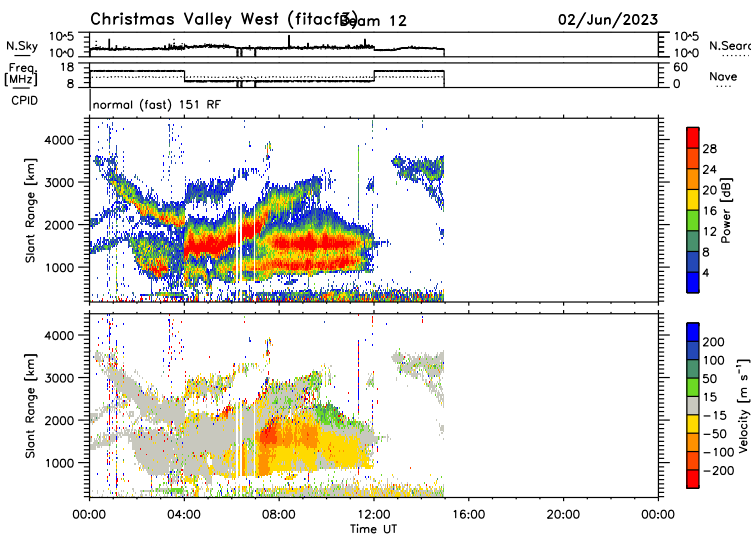 Christmas Valley West (fitacf3) Beam 12 02/Jun/2023
N.Sky 10^5 10^0 10^5 10^0 N.Searc
Freq. [MHz] 18 8 60 0 Nave
CPID normal (fast) 151 RF
Slant Range [km] 4000 3000 2000 1000
Power [dB] 28 24 20 16 12 8 4
Slant Range [km] 4000 3000 2000 1000
Velocity [m s⁻¹] 200 100 50 15 −15 −50 −100 −200
00:00 04:00 08:00 12:00 16:00 20:00 00:00
Time UT